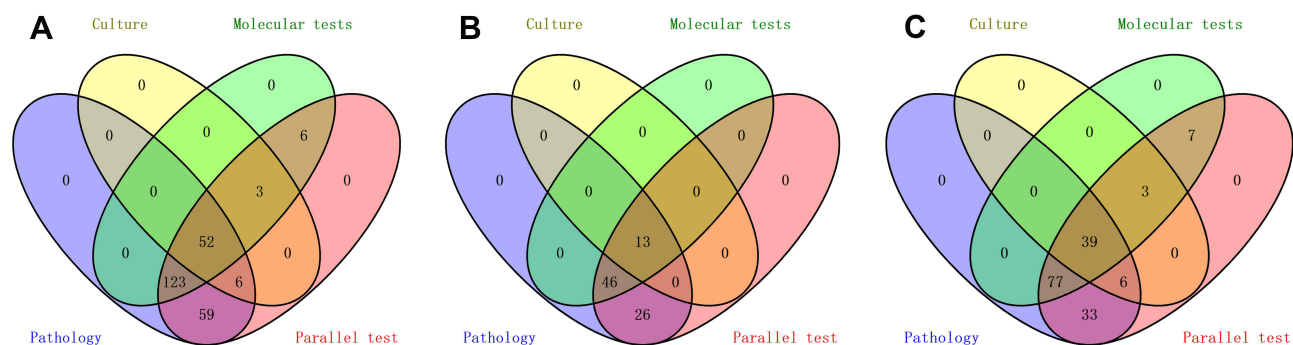 A Culture Molecular tests B Culture Molecular tests C Culture Molecular tests
0 0 0 0 0 0
0 0 6 0 0 0 0 0 7
0 0 3 0 0 0 0 0 0 0 3 0
52 13 39
0 0 0 0 0 0
123 6 46 0 77 6
59 26 33
Pathology Parallel test Pathology Parallel test Pathology Parallel test